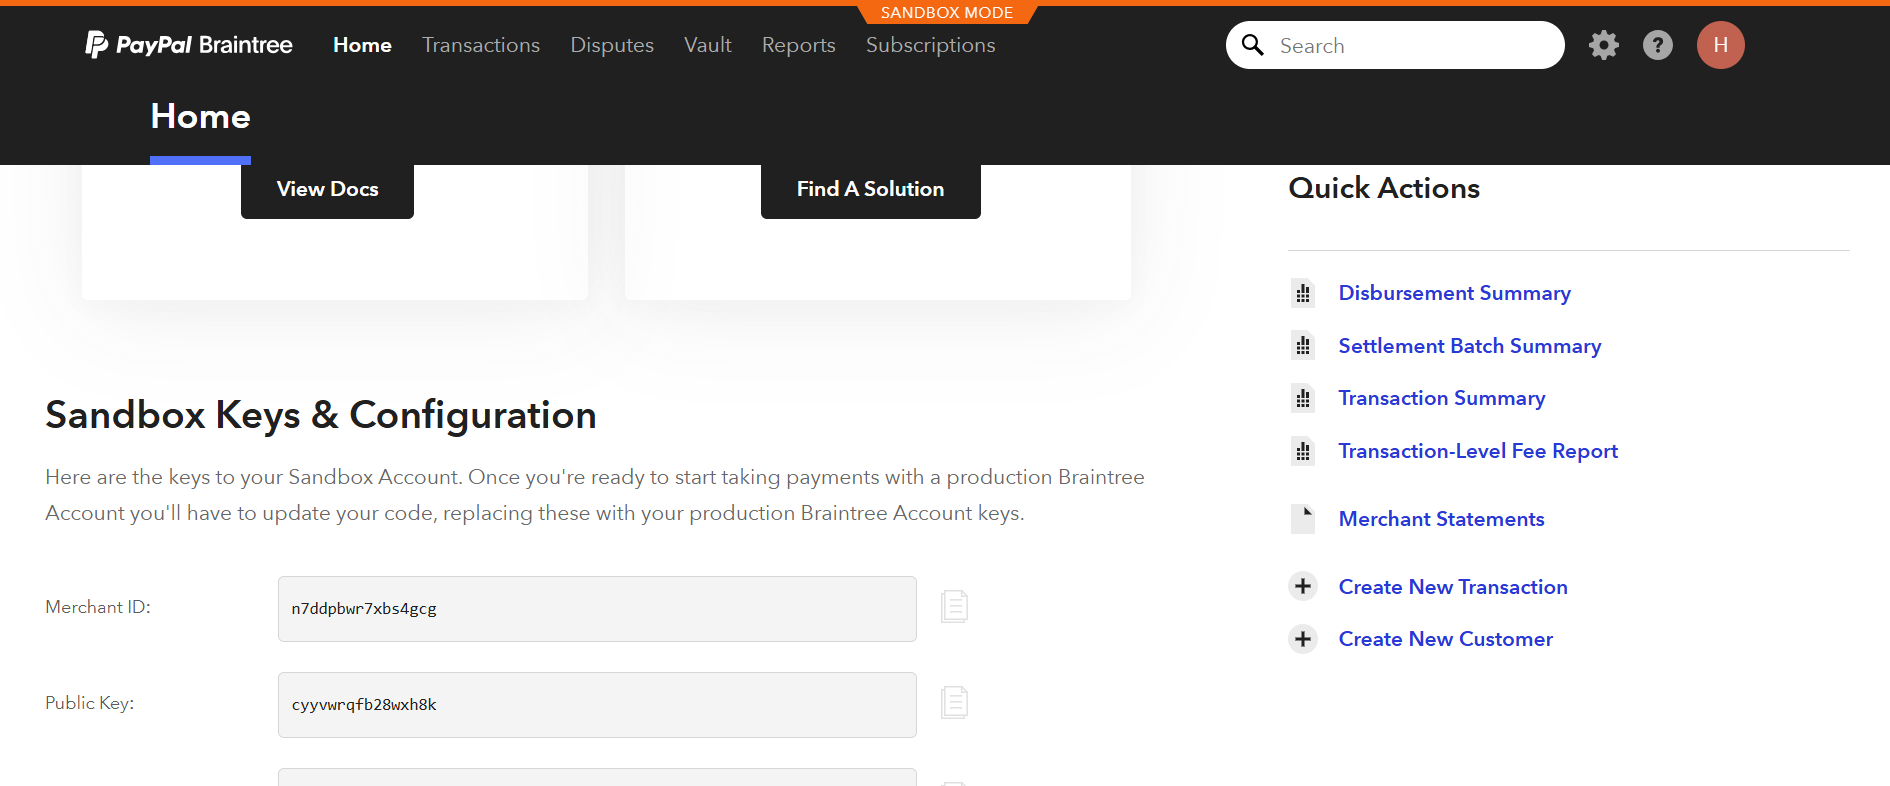 SANDBOX MODE
PayPal Braintree Home Transactions Disputes Vault Reports Subscriptions Search ? H
Home
View Docs
Find A Solution
Sandbox Keys & Configuration
Here are the keys to your Sandbox Account. Once you're ready to start taking payments with a production Braintree
Account you'll have to update your code, replacing these with your production Braintree Account keys.
Merchant ID: n7ddpbwr7xbs4gcg
Public Key: cyyvwrqfb28wxh8k
Quick Actions
Disbursement Summary
Settlement Batch Summary
Transaction Summary
Transaction-Level Fee Report
Merchant Statements
Create New Transaction
Create New Customer